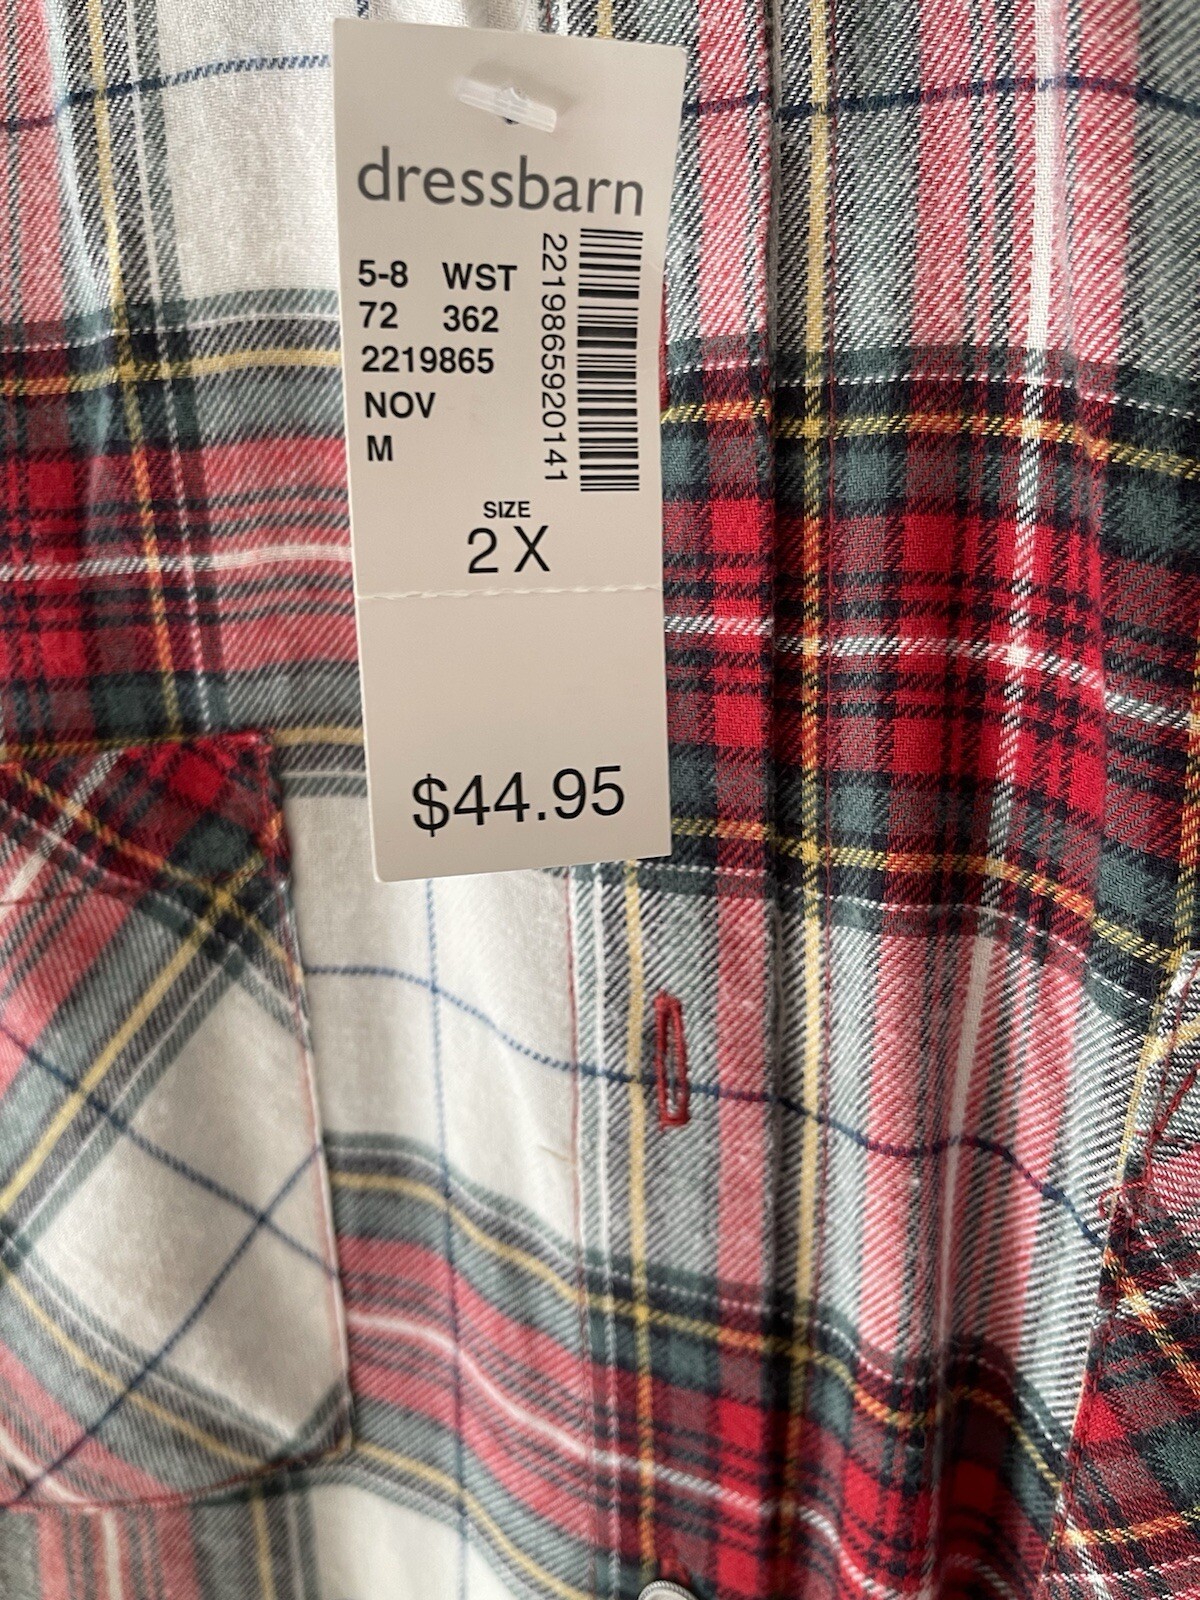 dressbarn
5-8 WST
72 362
2219865
NOV
M
2219865920141
SIZE
2X
$44.95